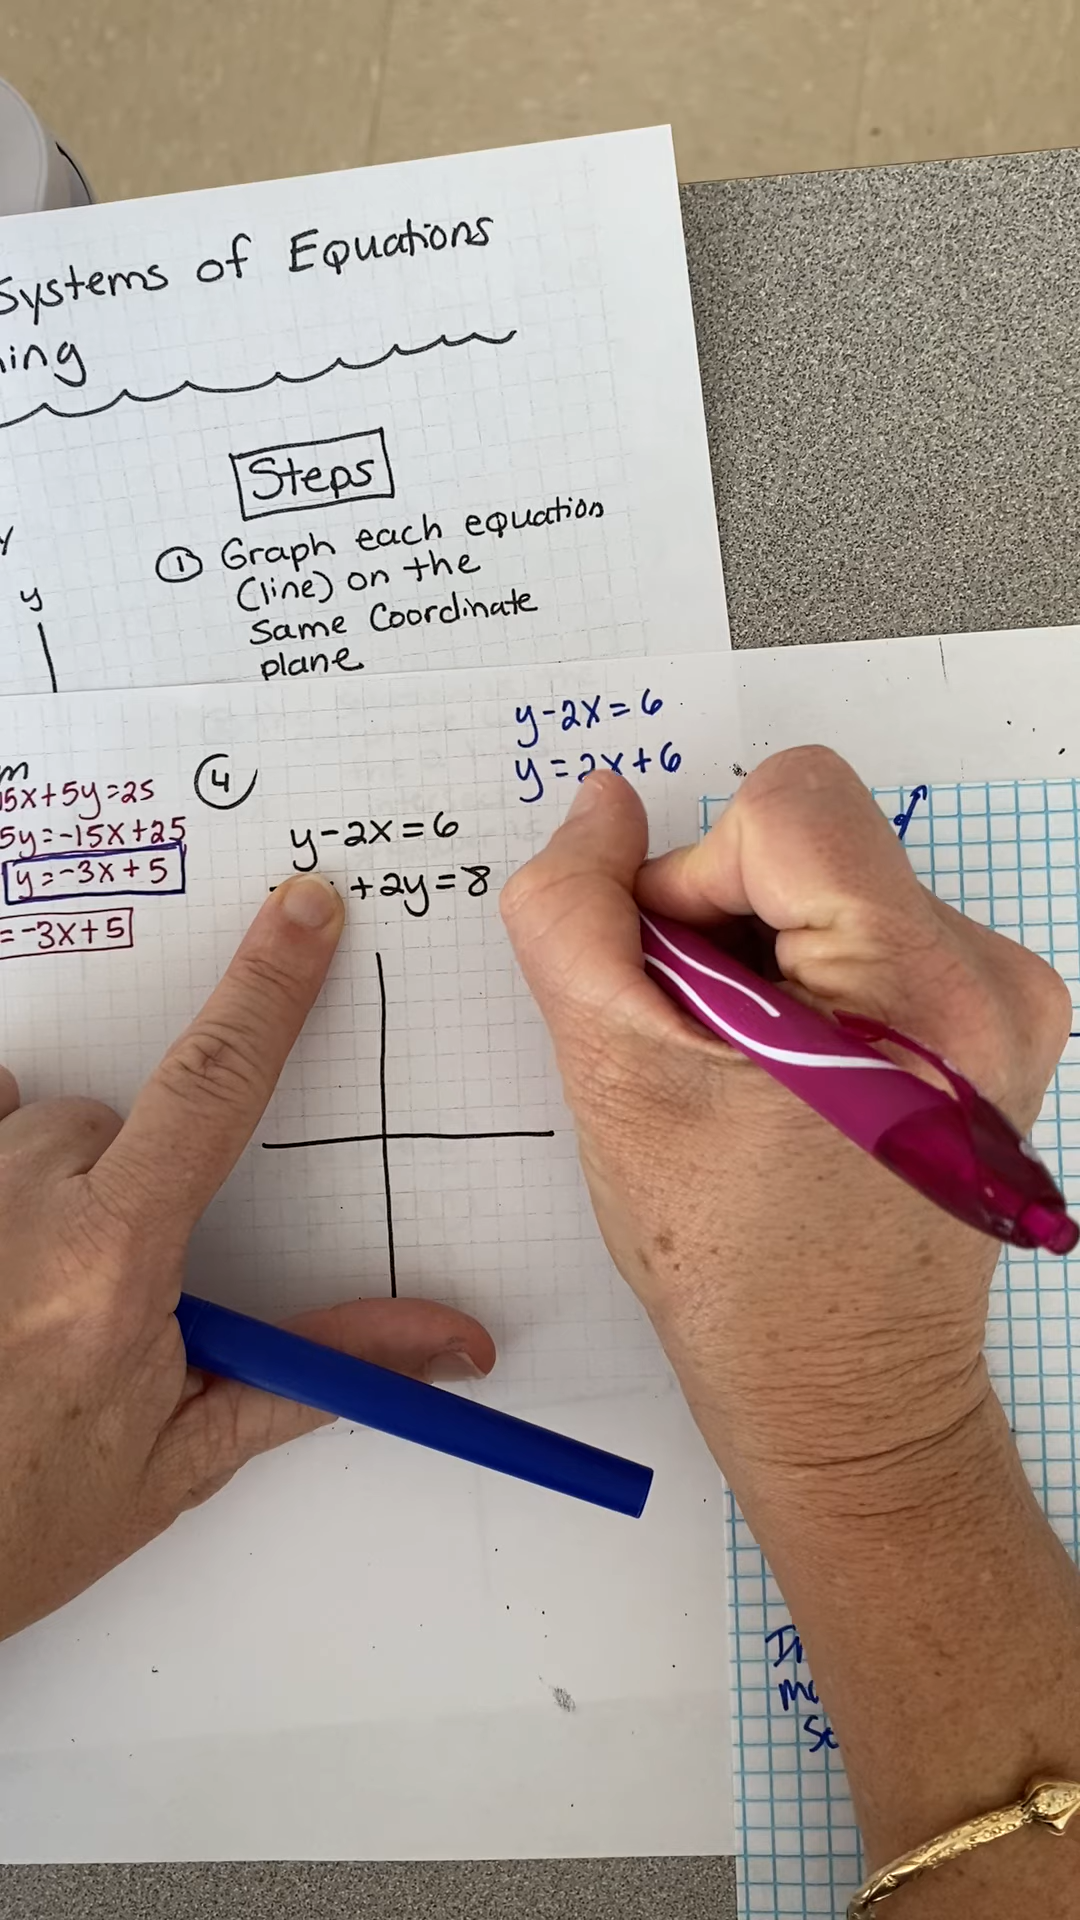 Systems of Equations
Steps
① Graph each equation
(line) on the
Same Coordinate
plane
y
5x+5y=25
5y=-15x+25
y=-3x+5
=-3x+5
④
y-2x=6
+2y=8
y-2x=6
y=2x+6